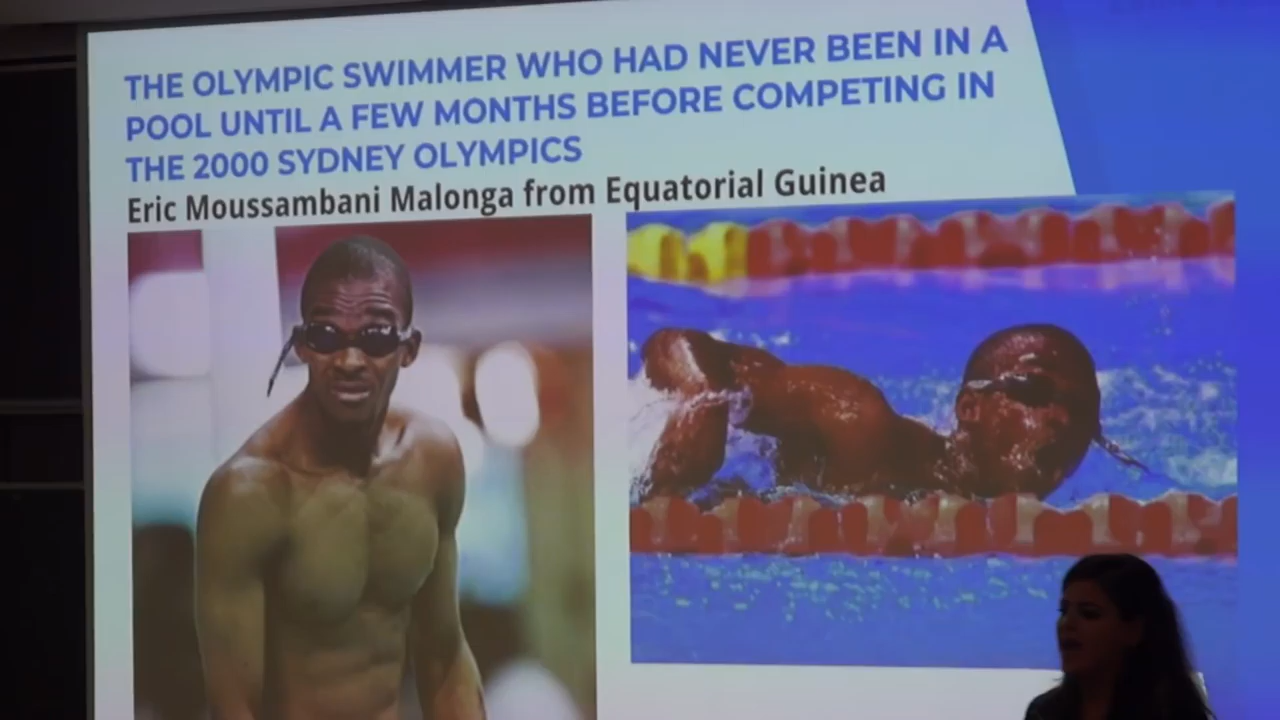 THE OLYMPIC SWIMMER WHO HAD NEVER BEEN IN A
POOL UNTIL A FEW MONTHS BEFORE COMPETING IN
THE 2000 SYDNEY OLYMPICS
Eric Moussambani Malonga from Equatorial Guinea